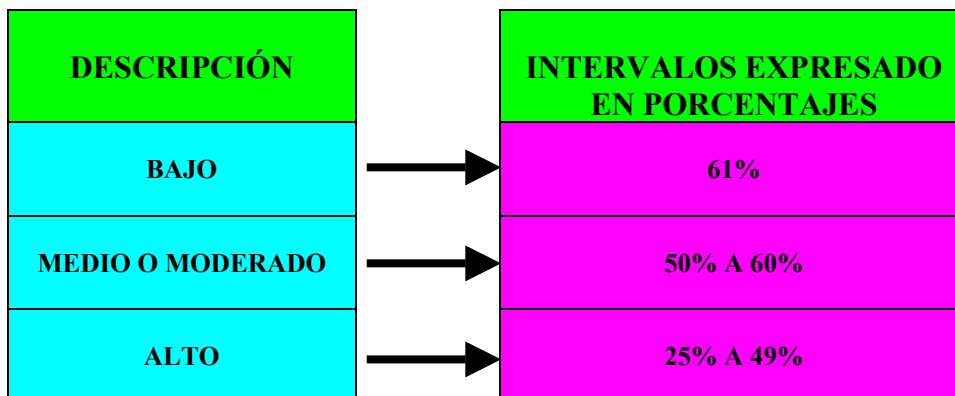 DESCRIPCIÓN
INTERVALOS EXPRESADO
EN PORCENTAJES
BAJO
61%
MEDIO O MODERADO
50% A 60%
ALTO
25% A 49%